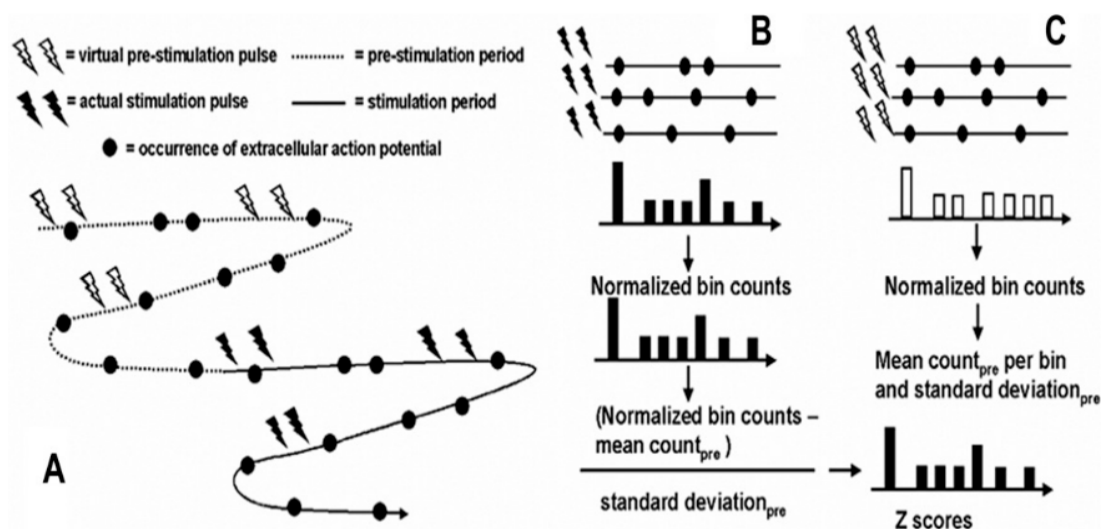 = virtual pre-stimulation pulse
= pre-stimulation period
= actual stimulation pulse
= stimulation period
= occurrence of extracellular action potential
A
B
Normalized bin counts
(Normalized bin counts –
mean count_pre )
standard deviation_pre
C
Normalized bin counts
Mean count_pre per bin
and standard deviation_pre
Z scores